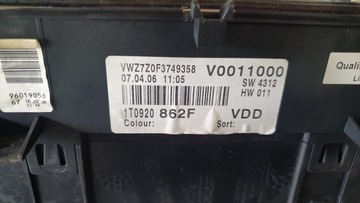 VWZ7Z0F3749358 V0011000
07.04.06 11:05 SW 4312
HW 011
1T0920 862F VDD
Colour: Sort:
96019056
67
Quali